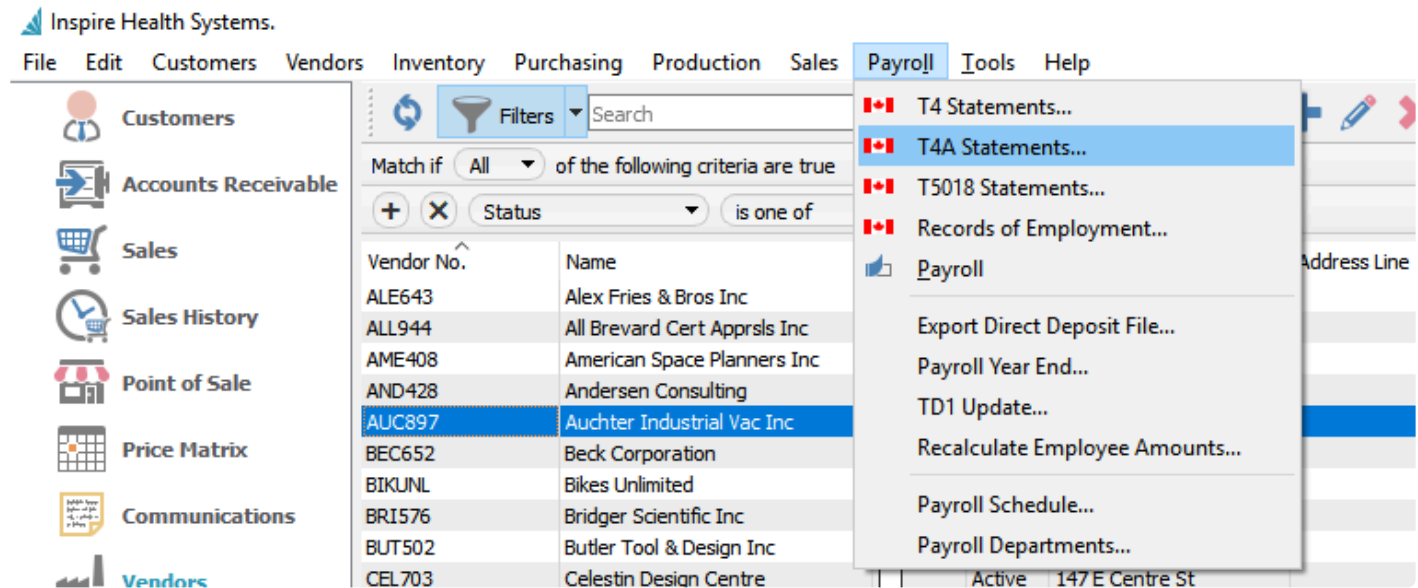 Inspire Health Systems.
File Edit Customers Vendors Inventory Purchasing Production Sales Payroll Tools Help
Customers
Accounts Receivable
Sales
Sales History
Point of Sale
Price Matrix
Communications
Vendors
Filters Search
Match if All of the following criteria are true
Status is one of
Vendor No. Name Address Line
ALE643 Alex Fries & Bros Inc
ALL944 All Brevard Cert Apprsls Inc
AME408 American Space Planners Inc
AND428 Andersen Consulting
AUC897 Auchter Industrial Vac Inc
BEC652 Beck Corporation
BIKUNL Bikes Unlimited
BRI576 Bridger Scientific Inc
BUT502 Butler Tool & Design Inc
CEL703 Celestin Design Centre Active 147 E Centre St
T4 Statements...
T4A Statements...
T5018 Statements...
Records of Employment...
Payroll
Export Direct Deposit File...
Payroll Year End...
TD1 Update...
Recalculate Employee Amounts...
Payroll Schedule...
Payroll Departments...